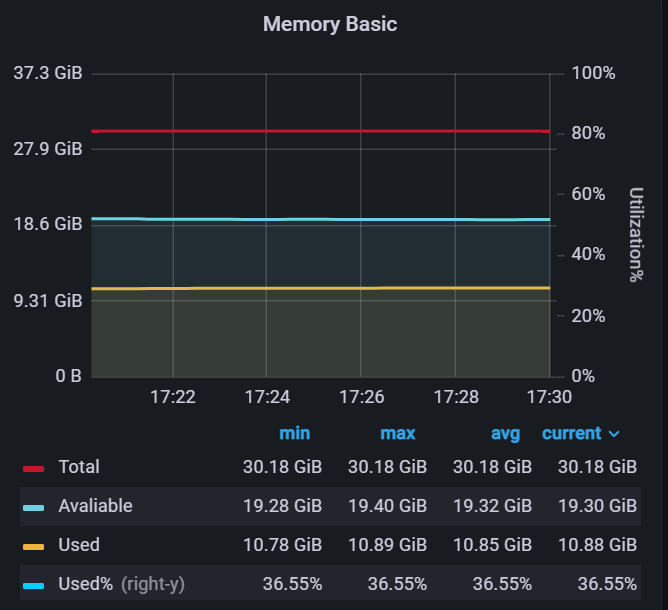 Memory Basic
37.3 GiB 100%
27.9 GiB 80%
18.6 GiB 60%
9.31 GiB 40%
0 B 20%
0%
Utilization%
17:22 17:24 17:26 17:28 17:30
min max avg current
Total 30.18 GiB 30.18 GiB 30.18 GiB 30.18 GiB
Avaliable 19.28 GiB 19.40 GiB 19.32 GiB 19.30 GiB
Used 10.78 GiB 10.89 GiB 10.85 GiB 10.88 GiB
Used% (right-y) 36.55% 36.55% 36.55% 36.55%